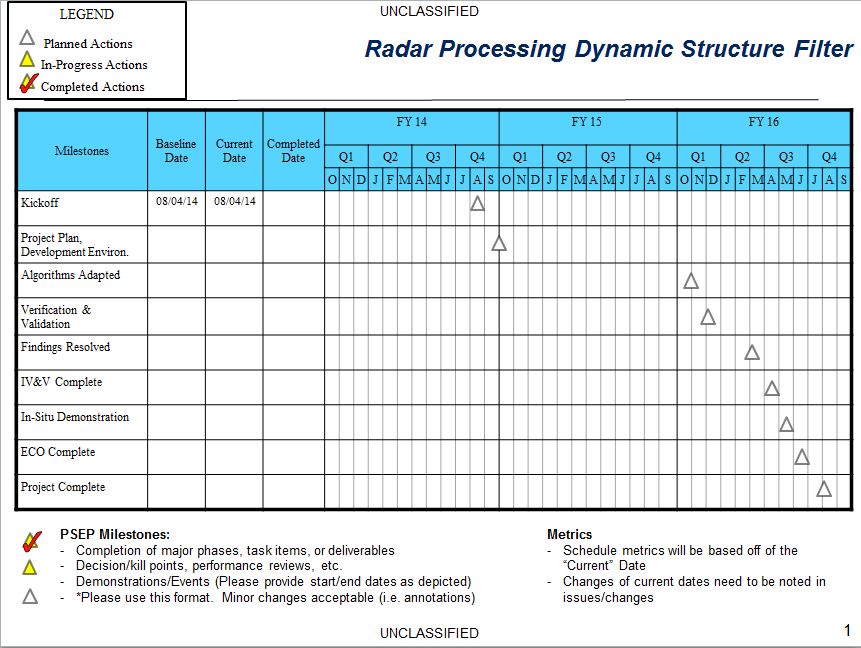 UNCLASSIFIED
LEGEND
Planned Actions
In-Progress Actions
Completed Actions
Radar Processing Dynamic Structure Filter
Milestones
Baseline
Date
Current
Date
Completed
Date
FY 14
FY 15
FY 16
Q1 Q2 Q3 Q4 Q1 Q2 Q3 Q4 Q1 Q2 Q3 Q4
O N D J F M A M J J A S O N D J F M A M J J A S O N D J F M A M J J A S
Kickoff 08/04/14 08/04/14
Project Plan,
Development Environ.
Algorithms Adapted
Verification &
Validation
Findings Resolved
IV&V Complete
In-Situ Demonstration
ECO Complete
Project Complete
PSEP Milestones:
- Completion of major phases, task items, or deliverables
- Decision/kill points, performance reviews, etc.
- Demonstrations/Events (Please provide start/end dates as depicted)
- *Please use this format. Minor changes acceptable (i.e. annotations)
Metrics
- Schedule metrics will be based off of the
“Current” Date
- Changes of current dates need to be noted in
issues/changes
UNCLASSIFIED
1